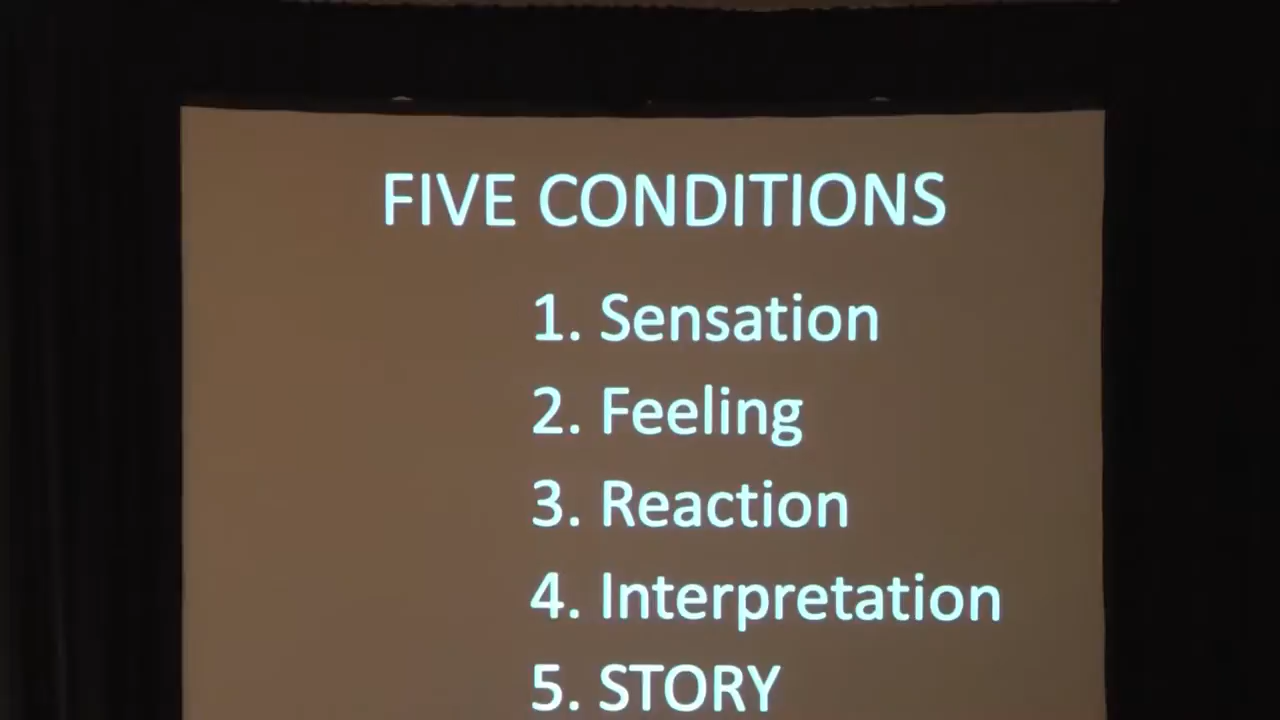 FIVE CONDITIONS
1. Sensation
2. Feeling
3. Reaction
4. Interpretation
5. STORY